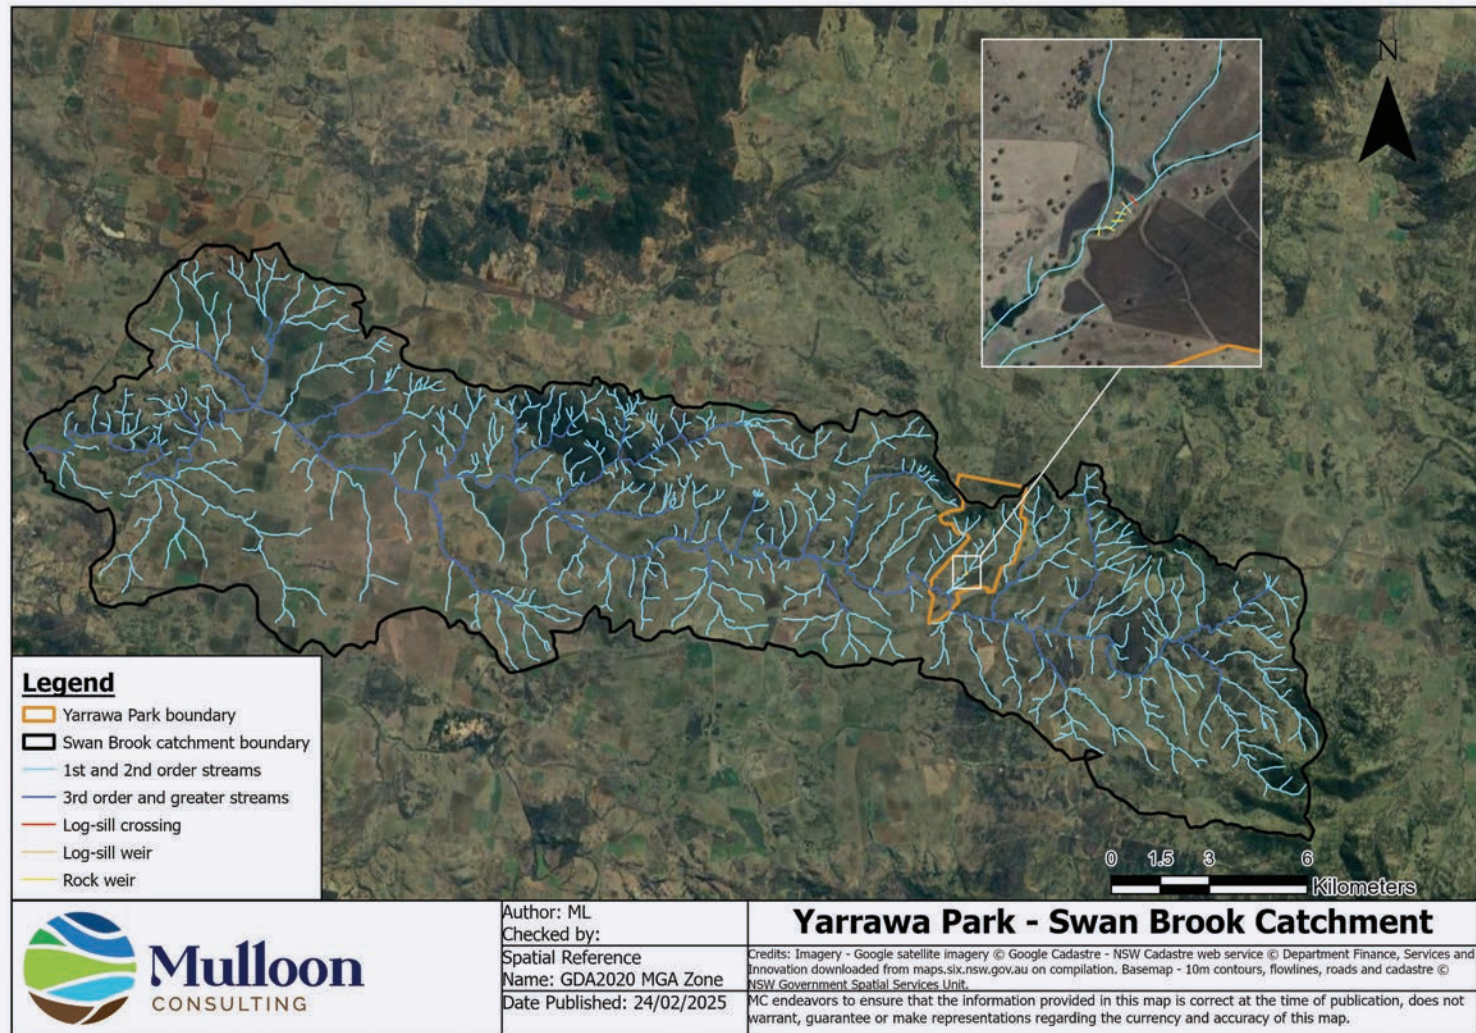 N
Legend
Yarrawa Park boundary
Swan Brook catchment boundary
1st and 2nd order streams
3rd order and greater streams
Log-sill crossing
Log-sill weir
Rock weir
0 1.5 3 6
Kilometers
Mulloon
CONSULTING
Author: ML
Checked by:
Spatial Reference
Name: GDA2020 MGA Zone
Date Published: 24/02/2025
Yarrawa Park - Swan Brook Catchment
Credits: Imagery - Google satellite imagery © Google Cadastre - NSW Cadastre web service © Department Finance, Services and
Innovation downloaded from maps.six.nsw.gov.au on compilation. Basemap - 10m contours, flowlines, roads and cadastre ©
NSW Government Spatial Services Unit.
MC endeavors to ensure that the information provided in this map is correct at the time of publication, does not
warrant, guarantee or make representations regarding the currency and accuracy of this map.